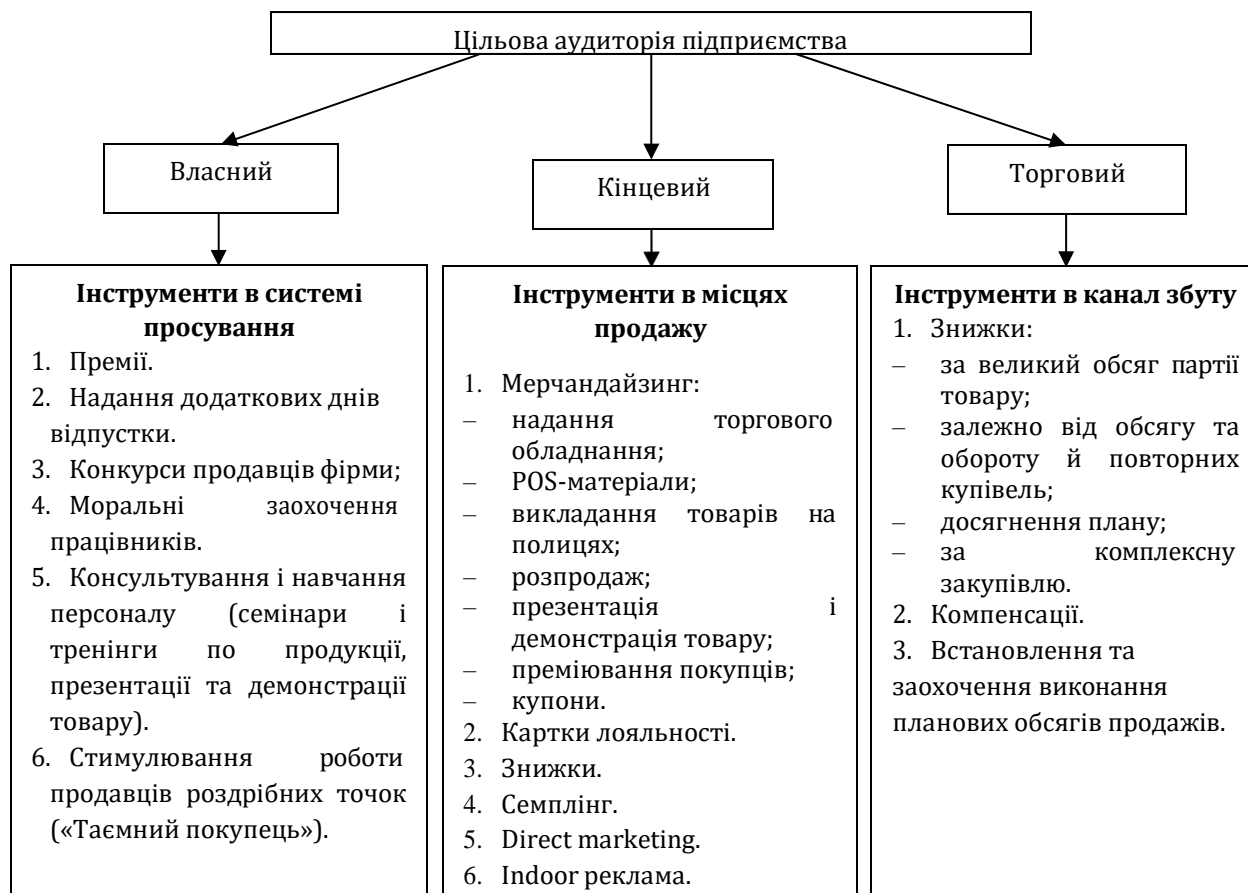 Цільова аудиторія підприємства
Власний
Кінцевий
Торговий
Інструменти в системі
просування
1. Премії.
2. Надання додаткових днів
відпустки.
3. Конкурси продавців фірми;
4. Моральні заохочення
працівників.
5. Консультування і навчання
персоналу (семінари і
тренінги по продукції,
презентації та демонстрації
товару).
6. Стимулювання роботи
продавців роздрібних точок
(«Таємний покупець»).
Інструменти в місцях
продажу
1. Мерчандайзинг:
– надання торгового
обладнання;
– POS-матеріали;
– викладання товарів на
полицях;
– розпродаж;
– презентація і
демонстрація товару;
– преміювання покупців;
– купони.
2. Картки лояльності.
3. Знижки.
4. Семплінг.
5. Direct marketing.
6. Indoor реклама.
Інструменти в канал збуту
1. Знижки:
– за великий обсяг партії
товару;
– залежно від обсягу та
обороту й повторних
купівель;
– досягнення плану;
– за комплексну
закупівлю.
2. Компенсації.
3. Встановлення та
заохочення виконання
планових обсягів продажів.